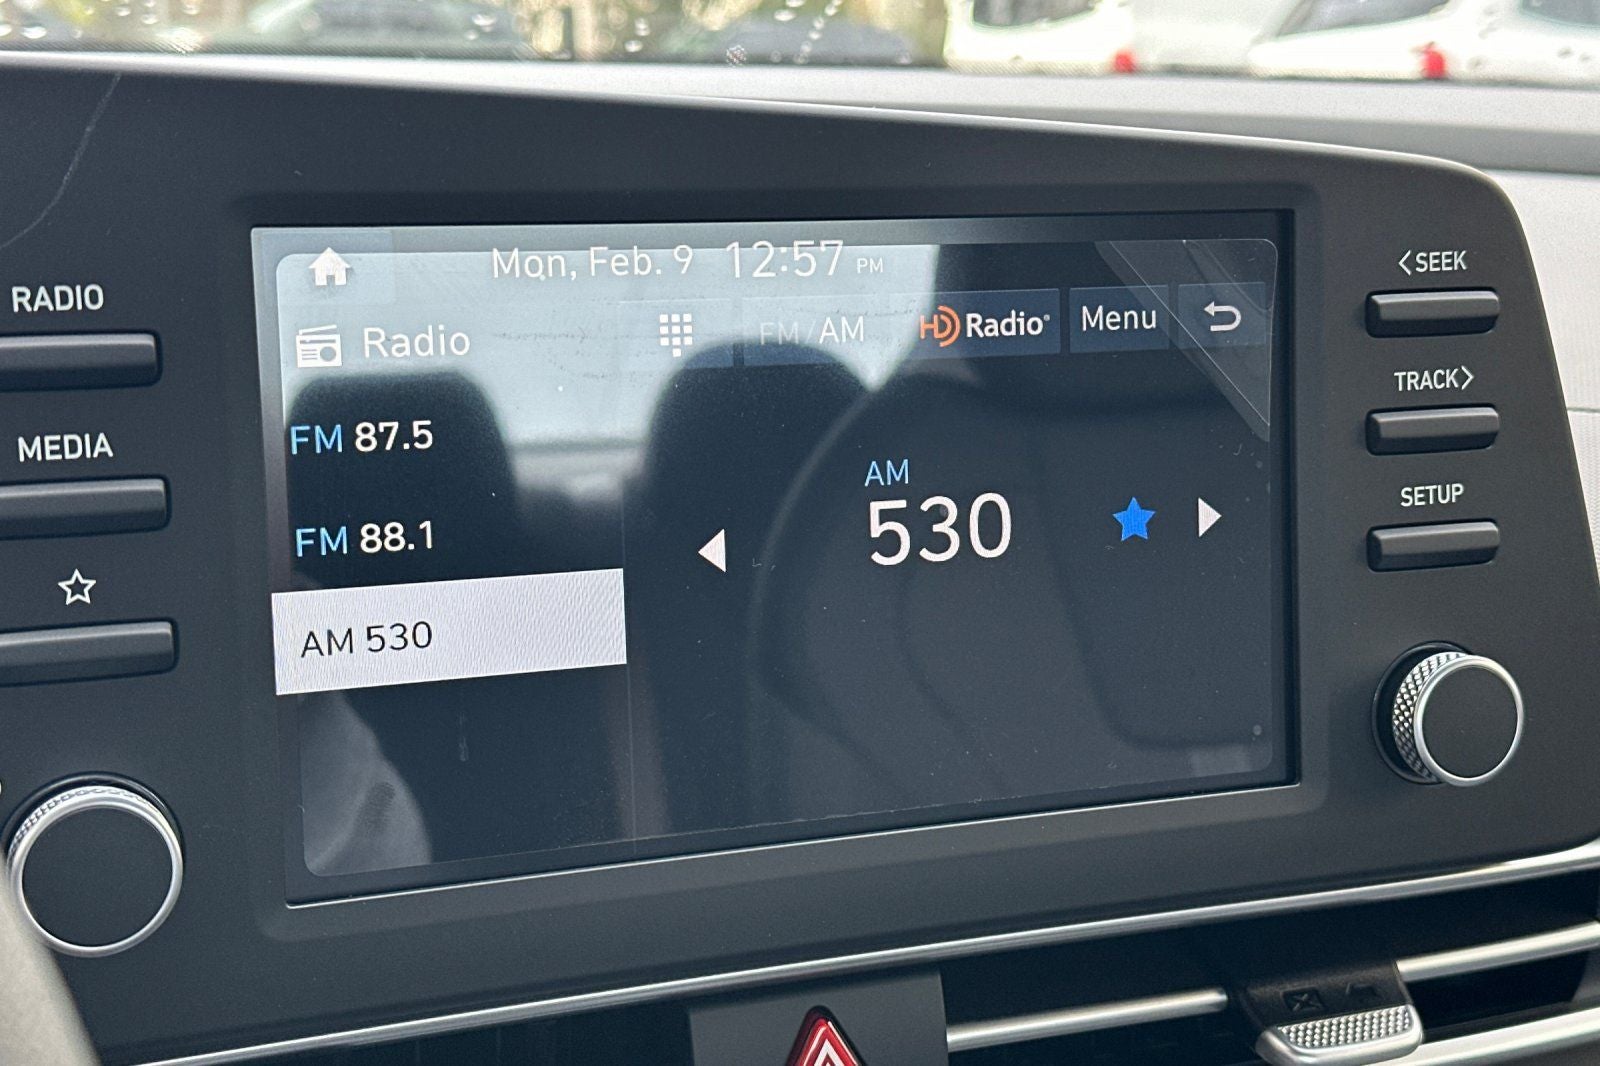 Mon, Feb. 9 12:57 PM
Radio
FM/AM
HD Radio®
Menu
FM 87.5
FM 88.1
AM 530
AM
530
RADIO
MEDIA
<SEEK
TRACK>
SETUP